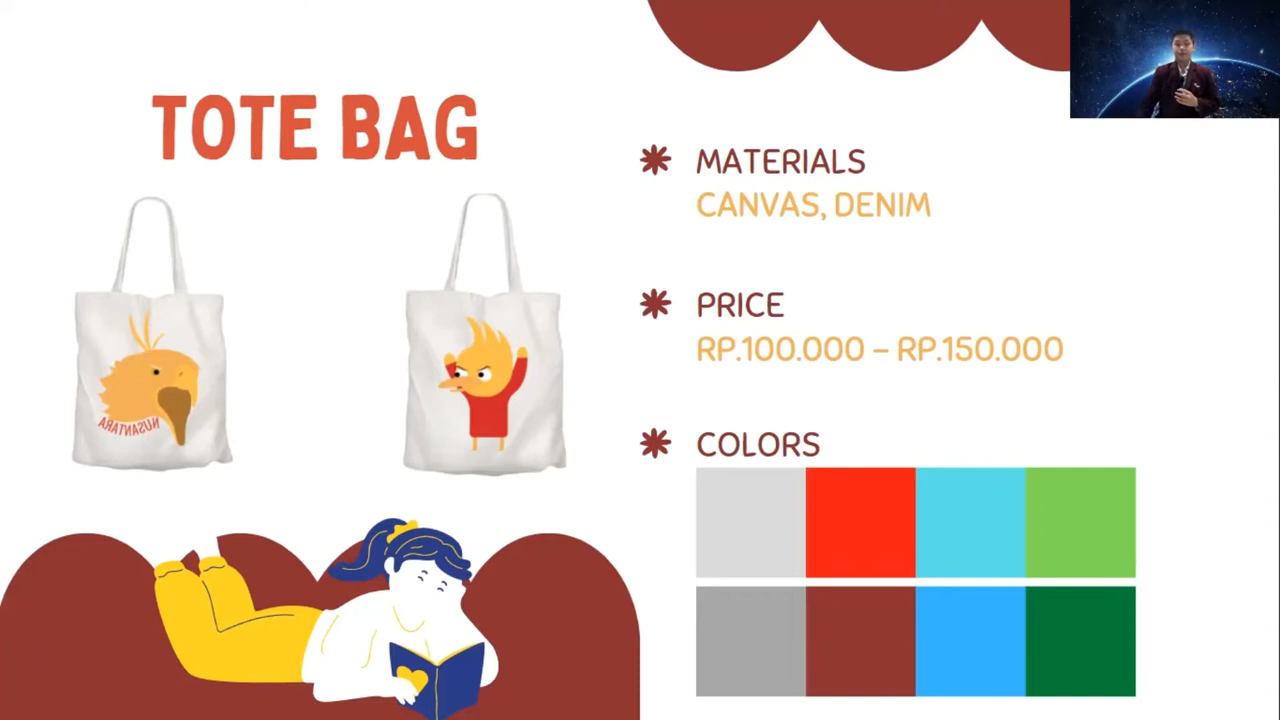 TOTE BAG
NUSANTARA
MATERIALS
CANVAS, DENIM
PRICE
RP.100.000 – RP.150.000
COLORS